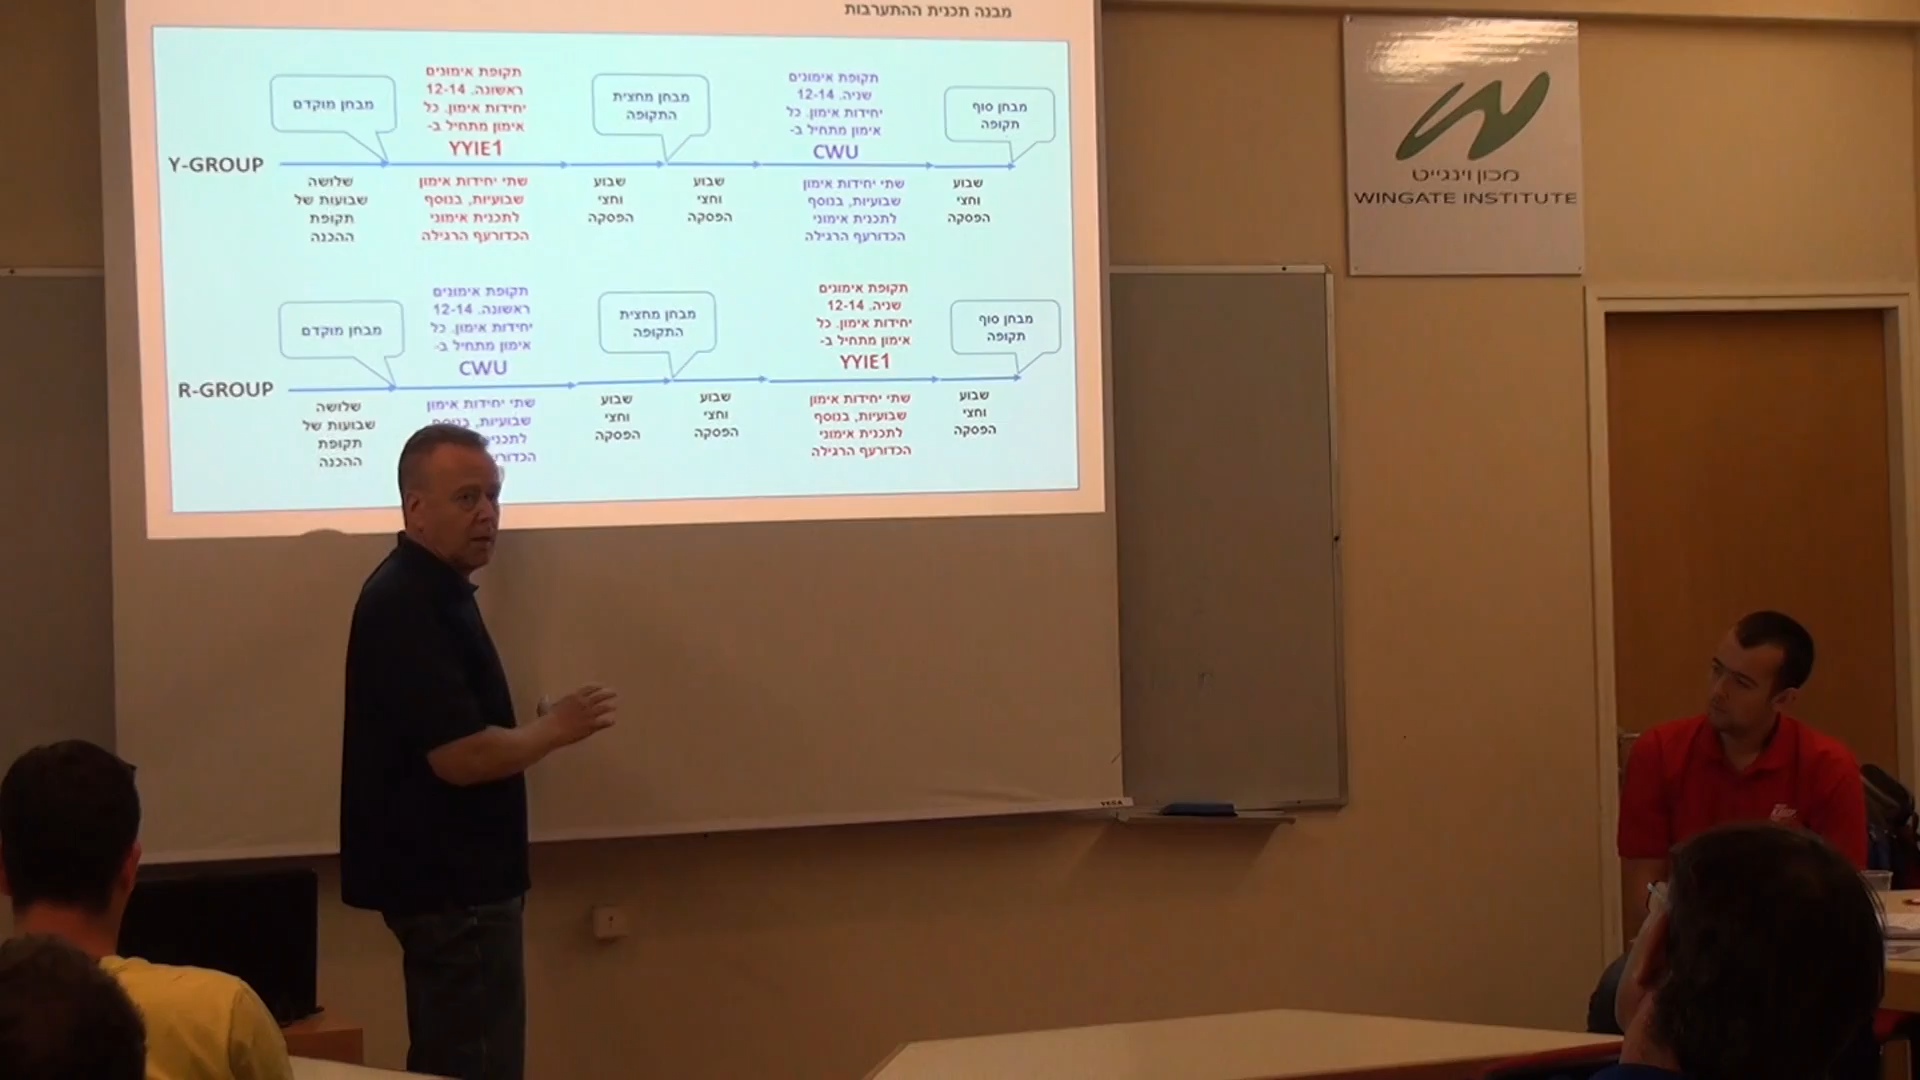 מבנה תכנית ההתערבות
מבחן מוקדם
תקופת אימונים
ראשונה. 12-14
יחידות אימון. כל
אימון מתחיל ב-
YYIE1
מבחן מחצית
התקופה
תקופת אימונים
שניה. 12-14
יחידות אימון. כל
אימון מתחיל ב-
CWU
מבחן סוף
תקופה
Y-GROUP
שלושה
שבועות של
תקופת
ההכנה
שתי יחידות אימון
שבועיות, בנוסף
לתכנית אימוני
הכדורעף הרגילה
שבוע
וחצי
הפסקה
שבוע
וחצי
הפסקה
שתי יחידות אימון
שבועיות, בנוסף
לתכנית אימוני
הכדורעף הרגילה
שבוע
וחצי
הפסקה
מבחן מוקדם
תקופת אימונים
ראשונה. 12-14
יחידות אימון. כל
אימון מתחיל ב-
CWU
מבחן מחצית
התקופה
תקופת אימונים
שניה. 12-14
יחידות אימון. כל
אימון מתחיל ב-
YYIE1
מבחן סוף
תקופה
R-GROUP
שלושה
שבועות של
תקופת
ההכנה
שתי יחידות אימון
שבועיות, בנוסף
שבוע
וחצי
הפסקה
שבוע
וחצי
הפסקה
שתי יחידות אימון
שבועיות, בנוסף
לתכנית אימוני
הכדורעף הרגילה
שבוע
וחצי
הפסקה
מכון וינגייט
WINGATE INSTITUTE
VEGA